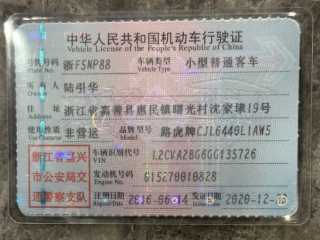 中华人民共和国机动车行驶证
Vehicle License of the People's Republic of China
号牌号码 浙F5NP88 车辆类型 小型普通客车
Plate No. Vehicle Type
所有人 陆引华
Owner
住址 浙江省嘉善县惠民镇曙光村沈家埭19号
Address
使用性质 非营运 品牌型号 路虎牌CJL6440L1AW5
Use Character Model
浙江省嘉兴 车辆识别代号 L2CVA2BG6GG135726
市公安局交 VIN
通警察支队 发动机号码 G15270010828
Engine No.
注册日期 2016-06-14 发证日期 2020-12-
Register Date Issue Date